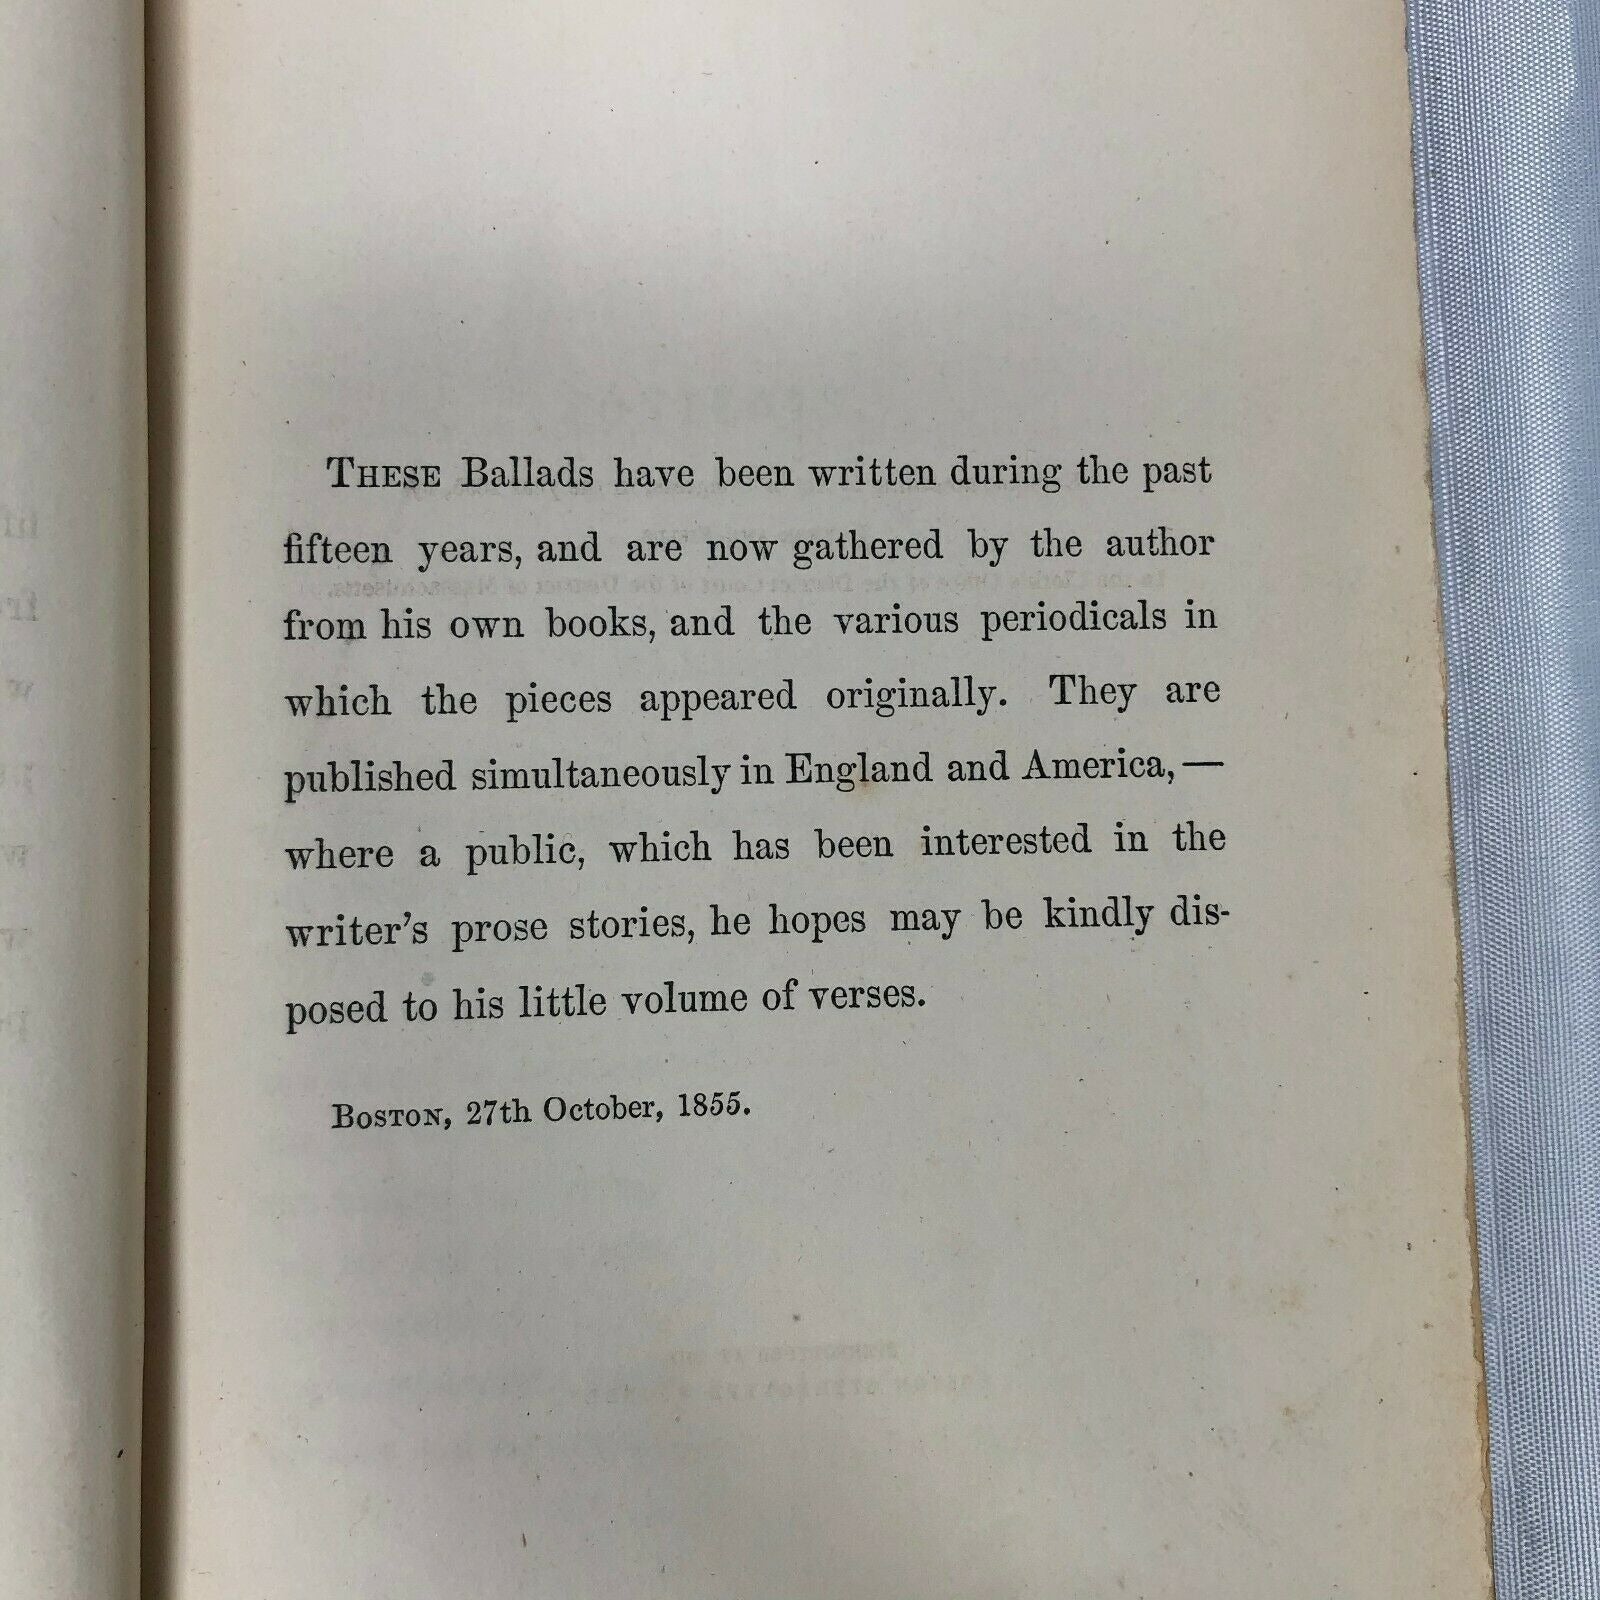 THESE Ballads have been written during the past
fifteen years, and are now gathered by the author
from his own books, and the various periodicals in
which the pieces appeared originally. They are
published simultaneously in England and America, —
where a public, which has been interested in the
writer's prose stories, he hopes may be kindly dis-
posed to his little volume of verses.
BOSTON, 27th October, 1855.